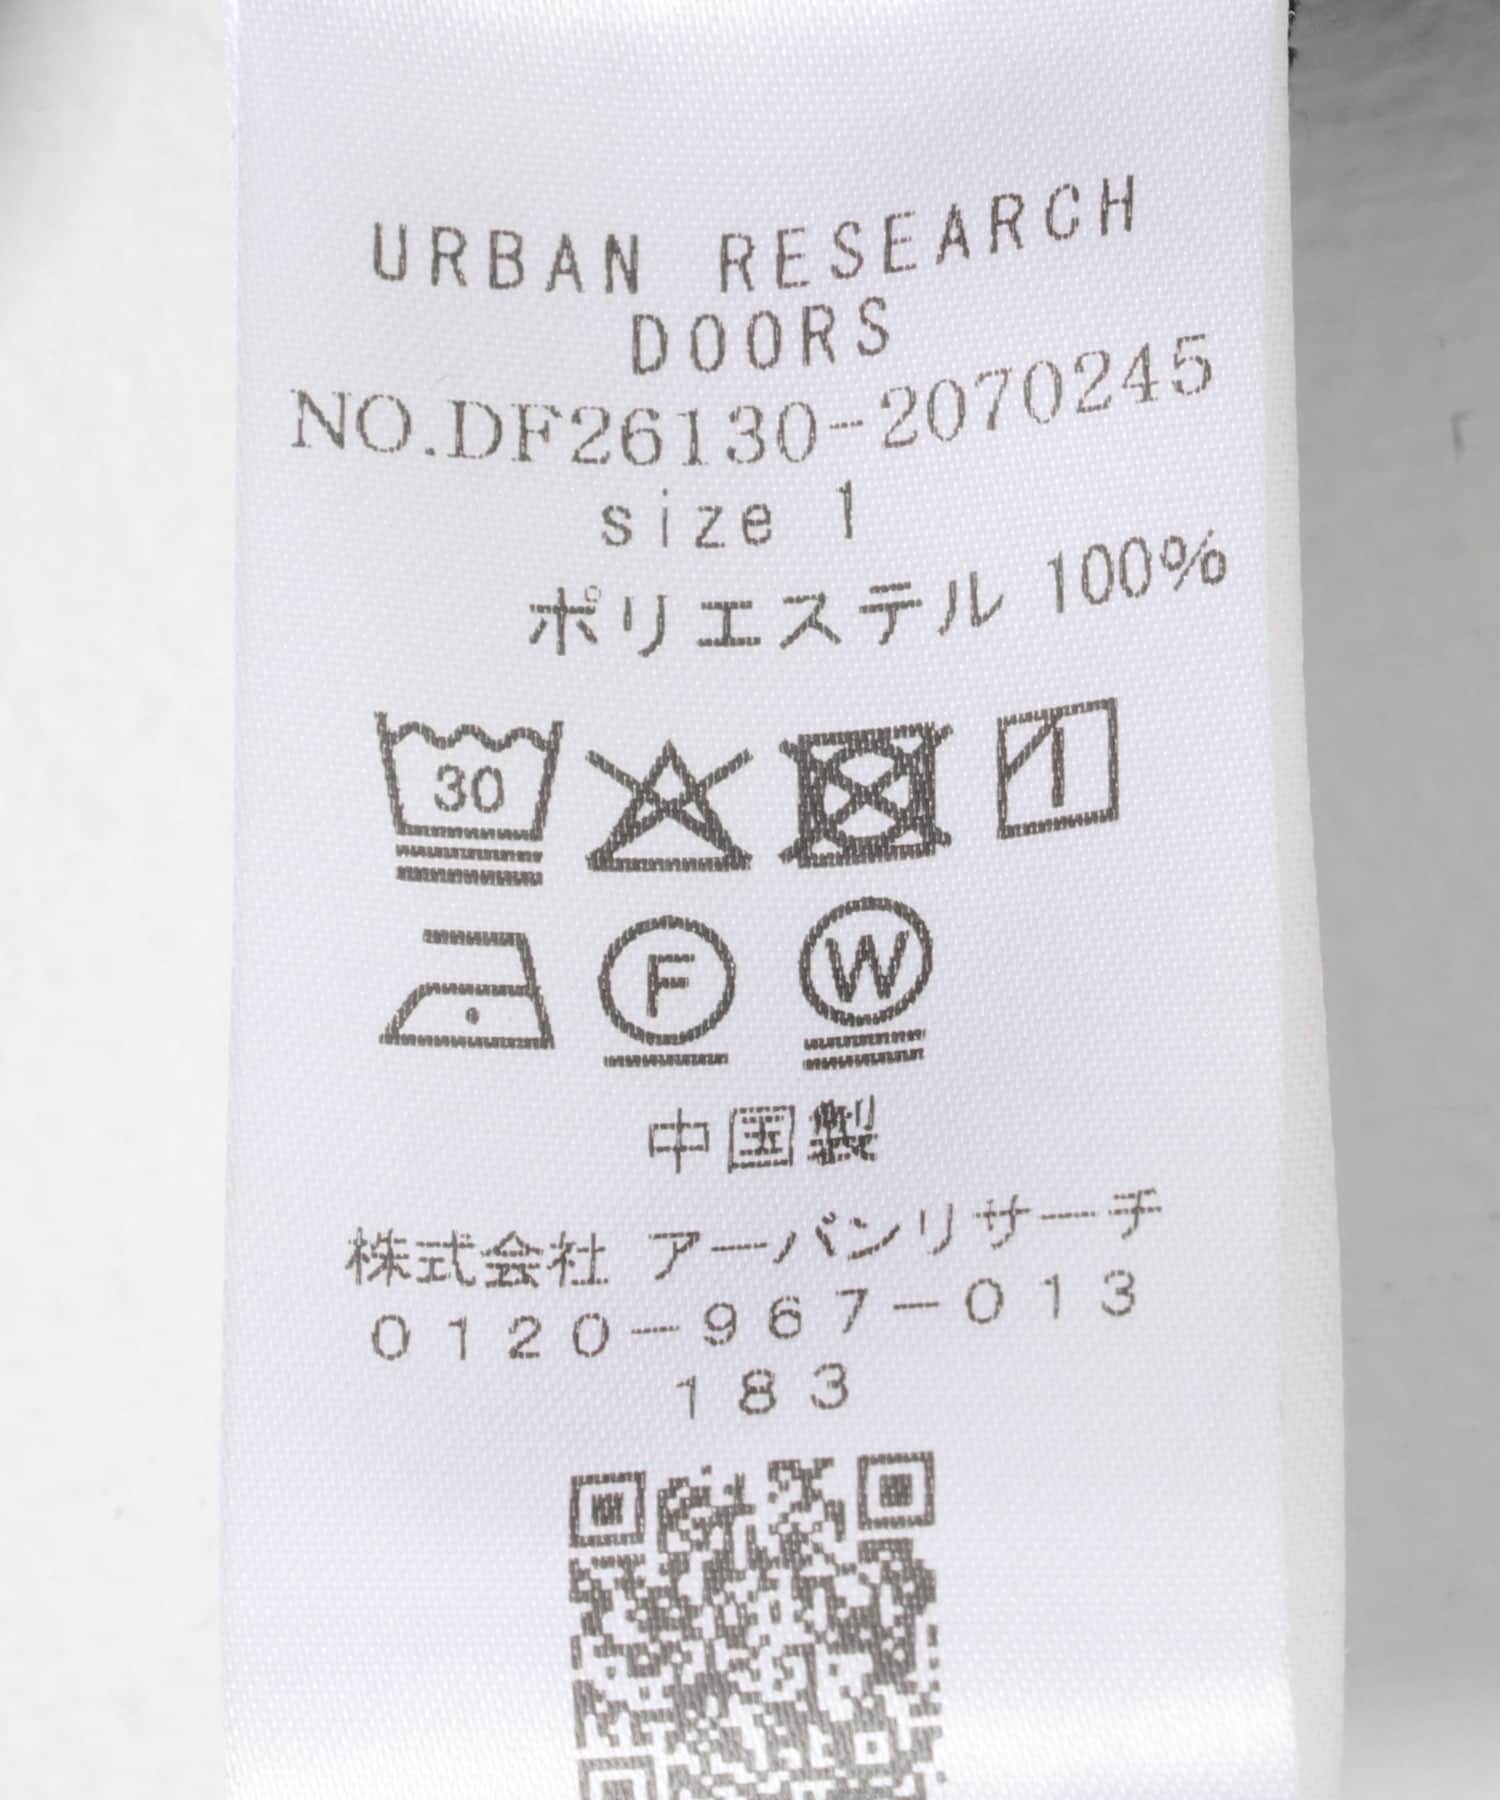 URBAN RESEARCH
DOORS
NO.DF26130-2070245
size 1
ポリエステル 100%
30
F
W
中国製
株式会社 アーバンリサーチ
0120-967-013
183